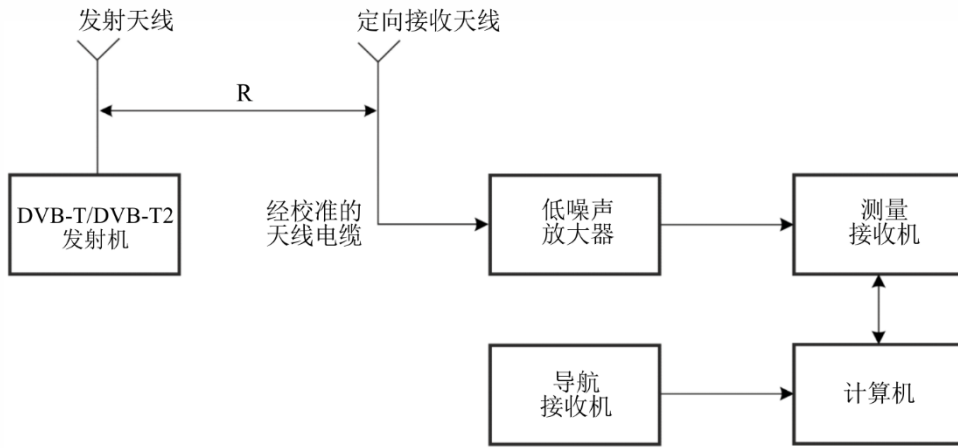 发射天线
定向接收天线
R
DVB-T/DVB-T2
发射机
经校准的
天线电缆
低噪声
放大器
测量
接收机
导航
接收机
计算机